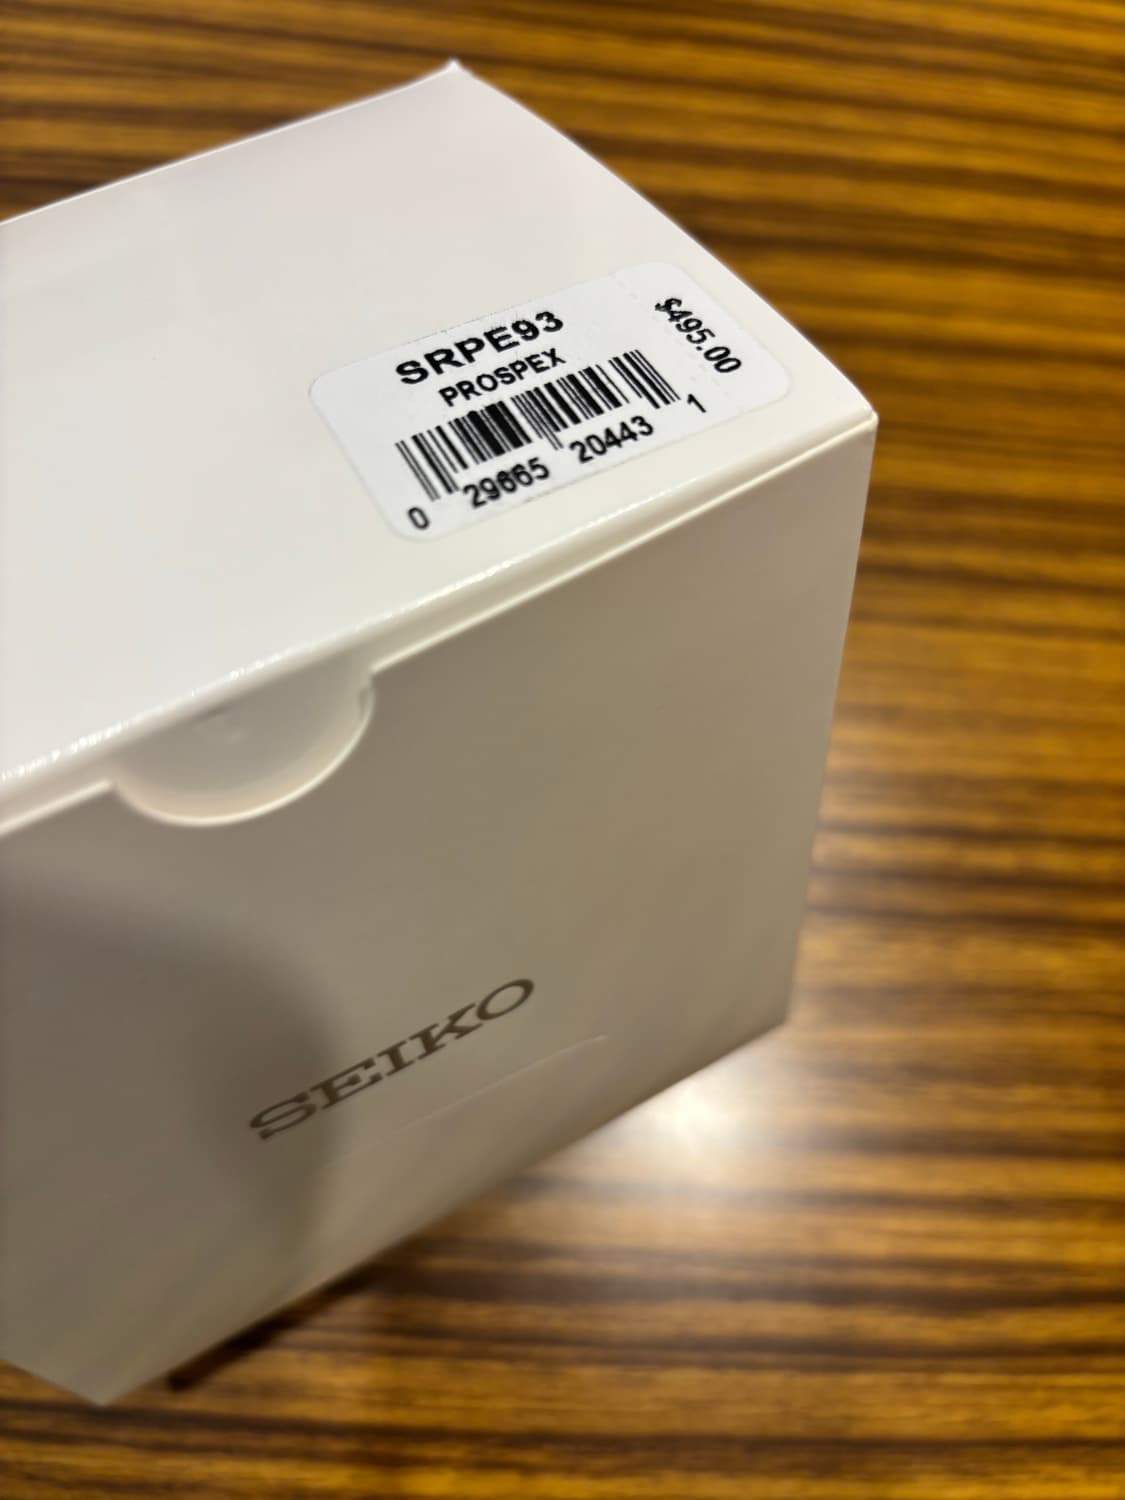 SRPE93
PROSPEX
$495.00
0 29665 20443 1
SEIKO